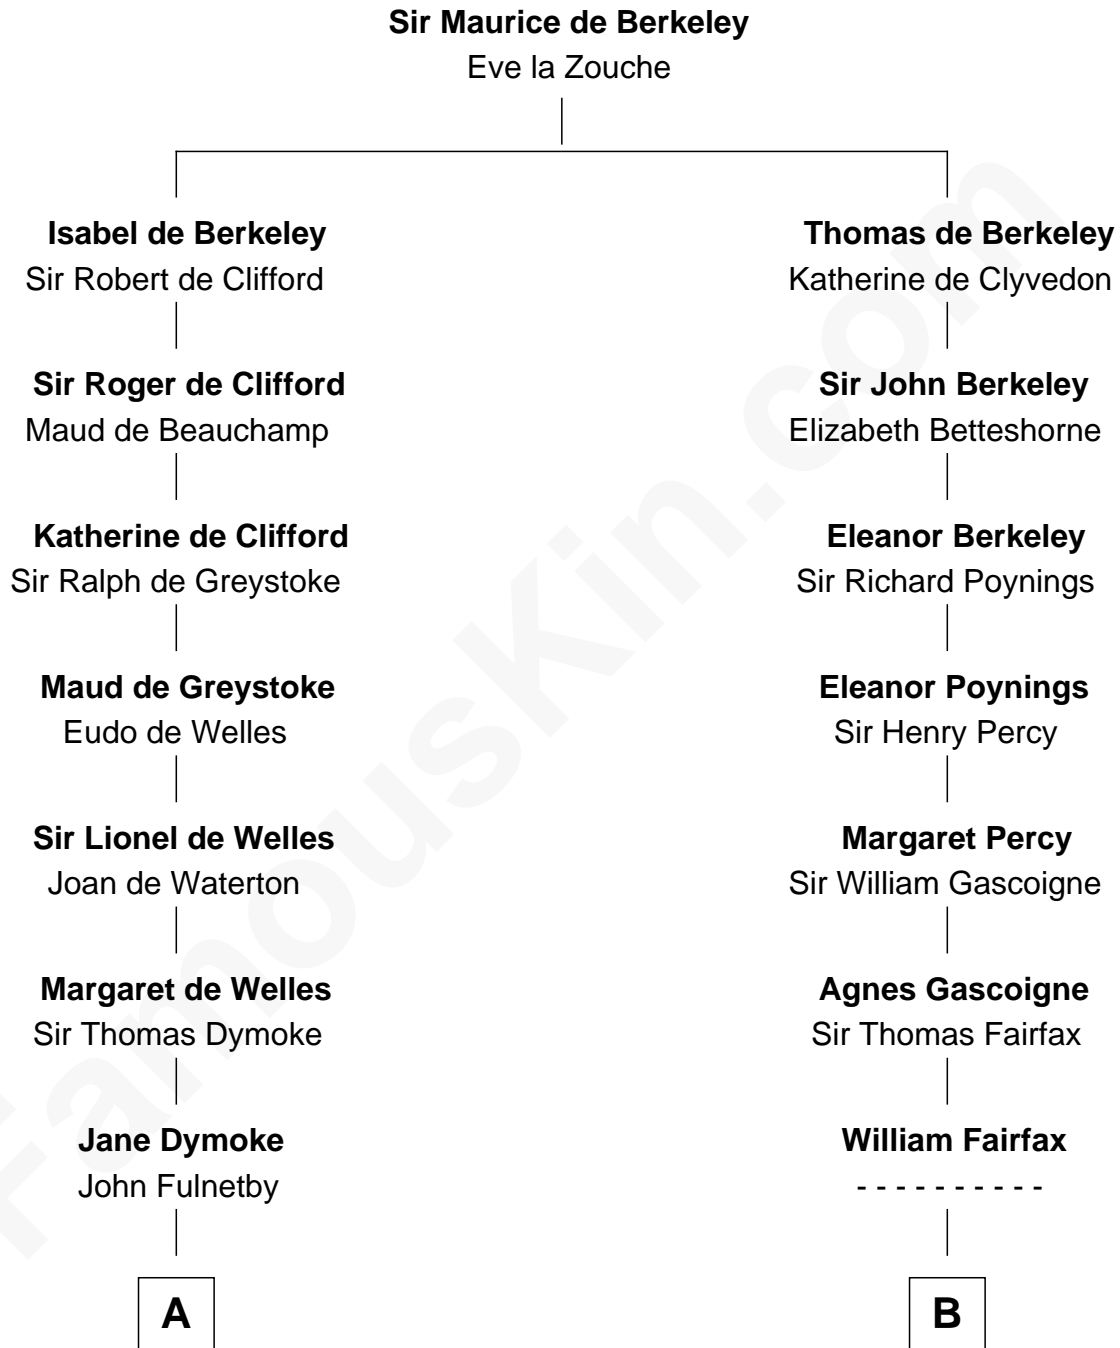 Sir Maurice de Berkeley
Eve la Zouche
Isabel de Berkeley
Sir Robert de Clifford
Thomas de Berkeley
Katherine de Clyvedon
Sir Roger de Clifford
Maud de Beauchamp
Sir John Berkeley
Elizabeth Betteshorne
Katherine de Clifford
Sir Ralph de Greystoke
Eleanor Berkeley
Sir Richard Poynings
Maud de Greystoke
Eudo de Welles
Eleanor Poynings
Sir Henry Percy
Sir Lionel de Welles
Joan de Waterton
Margaret Percy
Sir William Gascoigne
Margaret de Welles
Sir Thomas Dymoke
Agnes Gascoigne
Sir Thomas Fairfax
Jane Dymoke
John Fulnetby
William Fairfax
- - - - - - - - - -
A
B
FamousKin.com